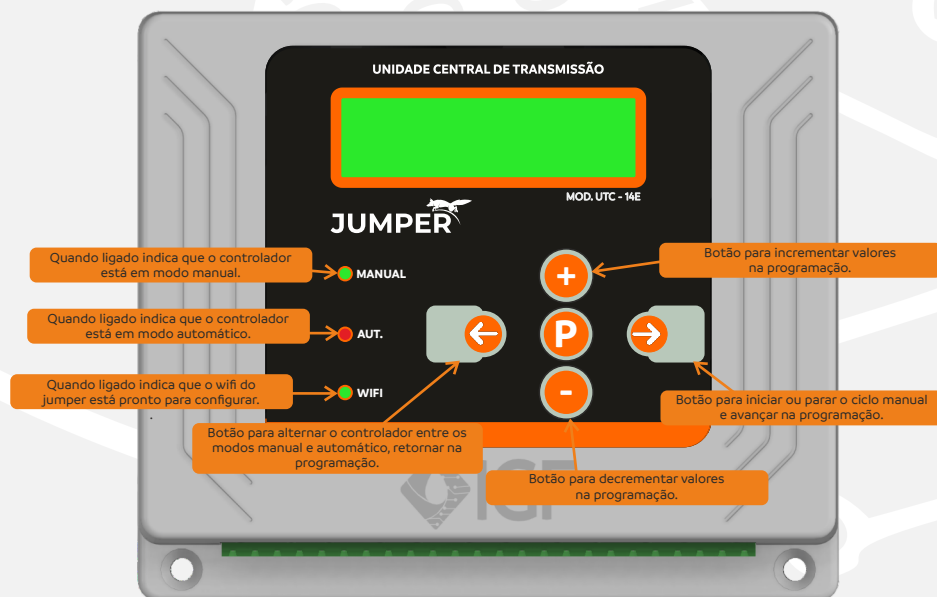 UNIDADE CENTRAL DE TRANSMISSÃO
MOD. UTC - 14E
JUMPER
Quando ligado indica que o controlador
está em modo manual.
MANUAL
+
Botão para incrementar valores
na programação.
Quando ligado indica que o controlador
está em modo automático.
AUT.
P
Quando ligado indica que o wifi do
jumper está pronto para configurar.
WIFI
-
Botão para iniciar ou parar o ciclo manual
e avançar na programação.
Botão para alternar o controlador entre os
modos manual e automático, retornar na
programação.
Botão para decrementar valores
na programação.